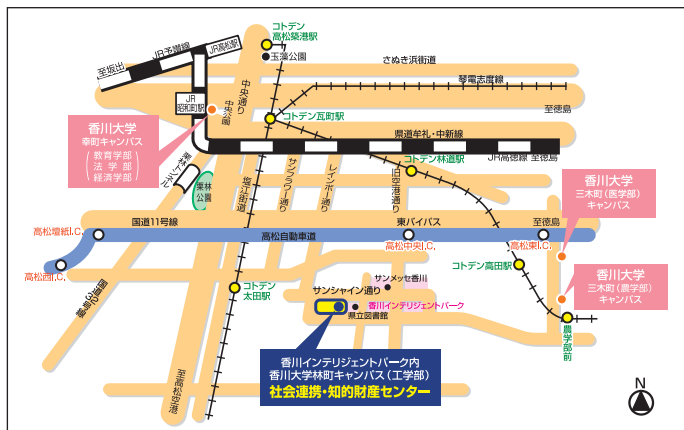 コトデン
高松築港駅
玉藻公園
JR高松駅
JR予讃線
至坂出
さぬき浜街道
琴電志度線
中央通り
中央公園
JR
昭和町駅
コトデン瓦町駅
至徳島
県道牟礼・中新線
香川大学
幸町キャンパス
教育学部
法学部
経済学部
JR高徳線
至徳島
コトデン林道駅
栗林トンネル
栗林
公園
塩江街道
サンフラワー通り
レインボー通り
旧空港通り
香川大学
三木町(医学部)
キャンパス
国道11号線
東バイパス
至徳島
高松檀紙I.C.
高松自動車道
高松中央I.C.
高松東I.C.
高松西I.C.
コトデン高田駅
サンメッセ香川
コトデン
太田駅
サンシャイン通り
香川インテリジェントパーク
県立図書館
香川大学
三木町(農学部)
キャンパス
農学部前
至高松空港
香川インテリジェントパーク内
香川大学林町キャンパス(工学部)
社会連携・知的財産センター
N